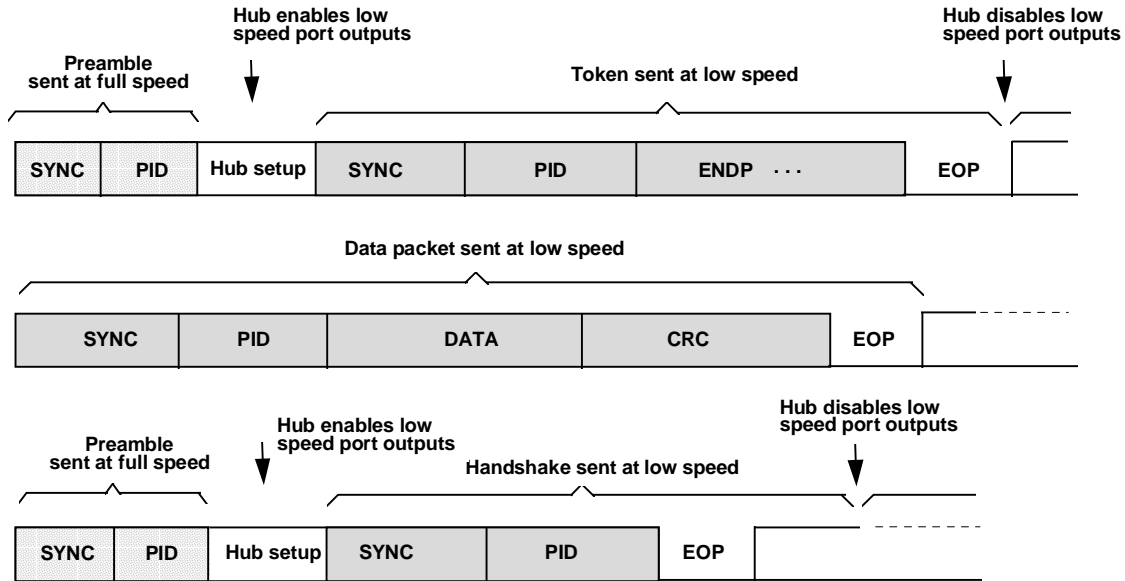 Hub enables low
speed port outputs
Hub disables low
speed port outputs
Preamble
sent at full speed
Token sent at low speed
SYNC PID Hub setup SYNC PID ENDP . . . EOP
Data packet sent at low speed
SYNC PID DATA CRC EOP
Hub enables low
speed port outputs
Hub disables low
speed port outputs
Preamble
sent at full speed
Handshake sent at low speed
SYNC PID Hub setup SYNC PID EOP